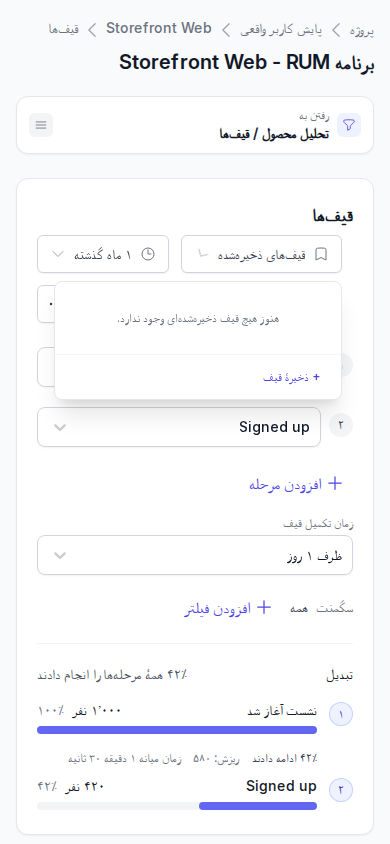 پروژه
پایش کاربر واقعی
Storefront Web
قیف‌ها
برنامه Storefront Web - RUM
رفتن به
تحلیل محصول / قیف‌ها
قیف‌ها
قیف‌های ذخیره‌شده
۱ ماه گذشته
هنوز هیچ قیف ذخیره‌شده‌ای وجود ندارد.
+ ذخیرهٔ قیف
۲
Signed up
افزودن مرحله
زمان تکمیل قیف
ظرف ۱ روز
سگمنت همه افزودن فیلتر
تبدیل
۴۲٪ همهٔ مرحله‌ها را انجام دادند
۱ نشست آغاز شد ۱٬۰۰۰ نفر ۱۰۰٪
۴۲٪ ادامه دادند ریزش: ۵۸۰ زمان میانه ۱ دقیقه ۳۰ ثانیه
۲ Signed up ۴۲۰ نفر ۴۲٪